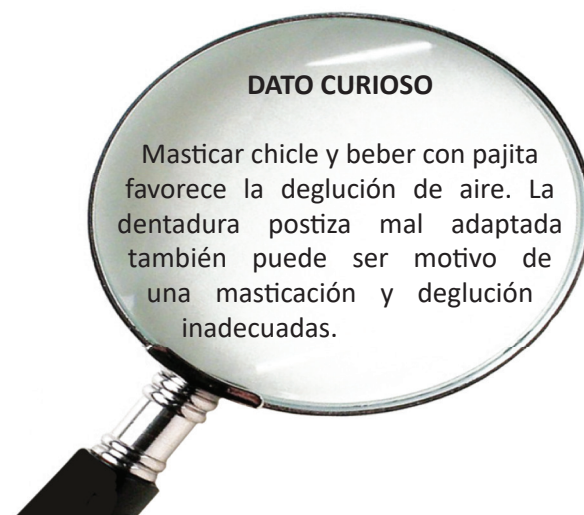 DATO CURIOSO
Masticar chicle y beber con pajita
favorece la deglución de aire. La
dentadura postiza mal adaptada
también puede ser motivo de
una masticación y deglución
inadecuadas.